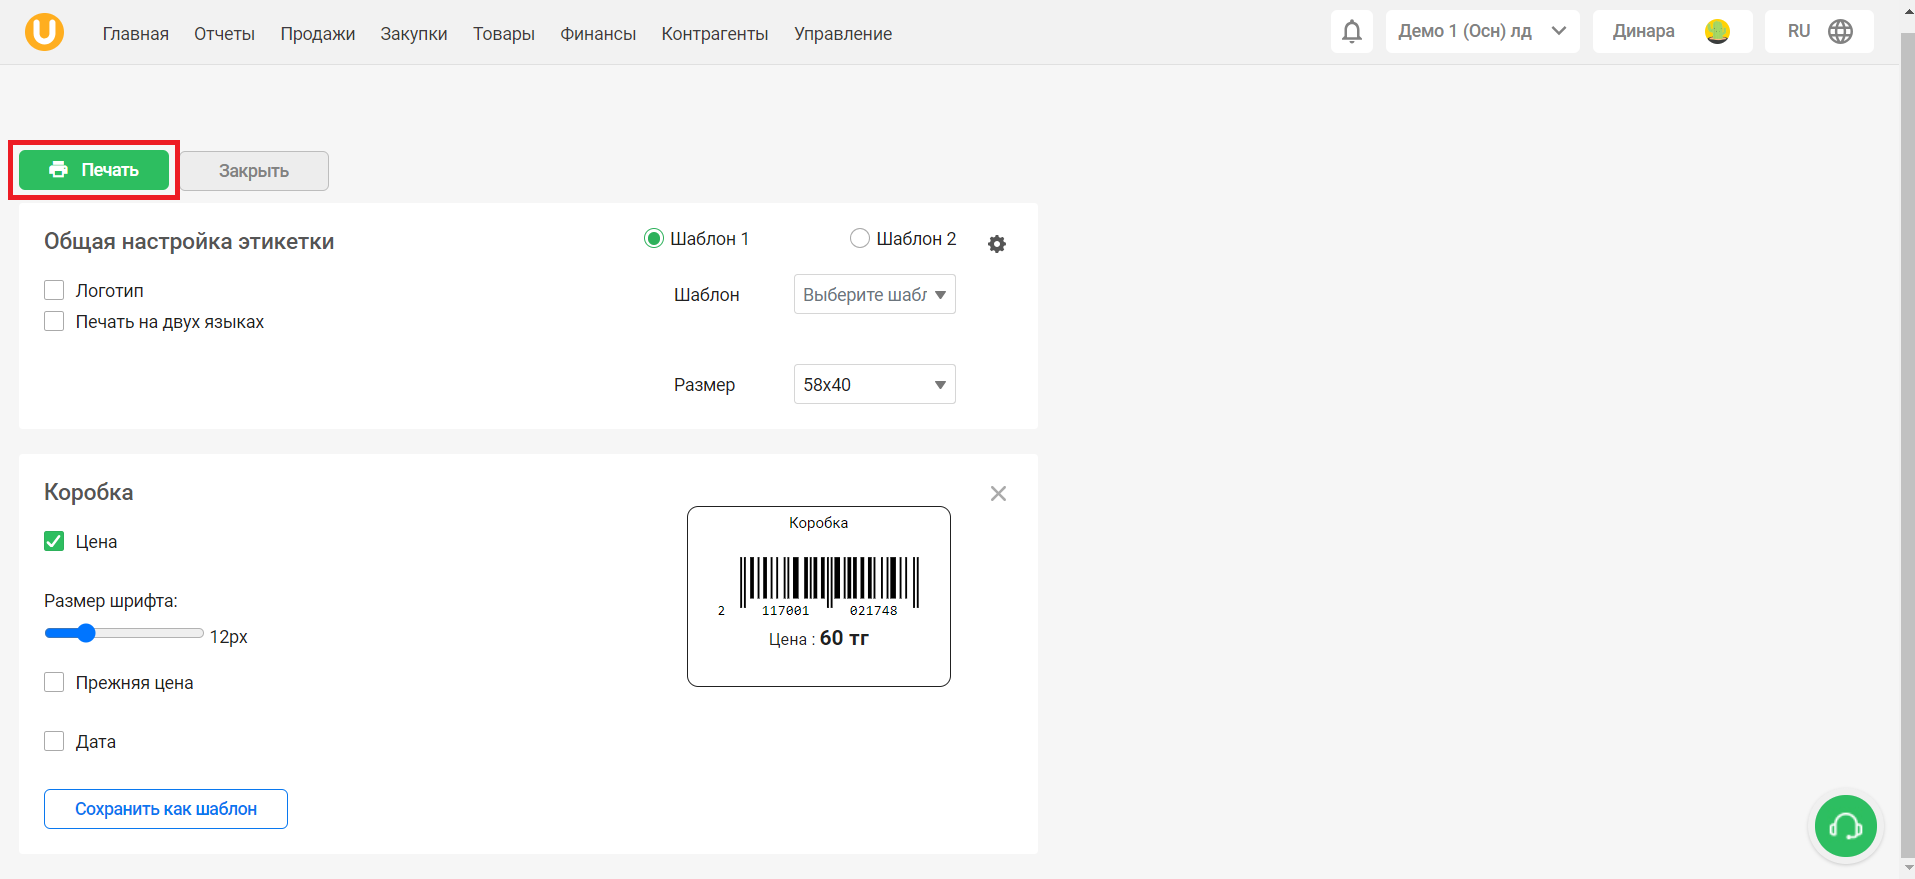 U Главная Отчеты Продажи Закупки Товары Финансы Контрагенты Управление Демо 1 (Осн) лд Динара RU
Печать Закрыть
Общая настройка этикетки Шаблон 1 Шаблон 2
Логотип Шаблон Выберите шабл
Печать на двух языках
Размер 58x40
Коробка
Коробка
Цена
Размер шрифта:
2 117001 021748
12px Цена : 60 тг
Прежняя цена
Дата
Сохранить как шаблон